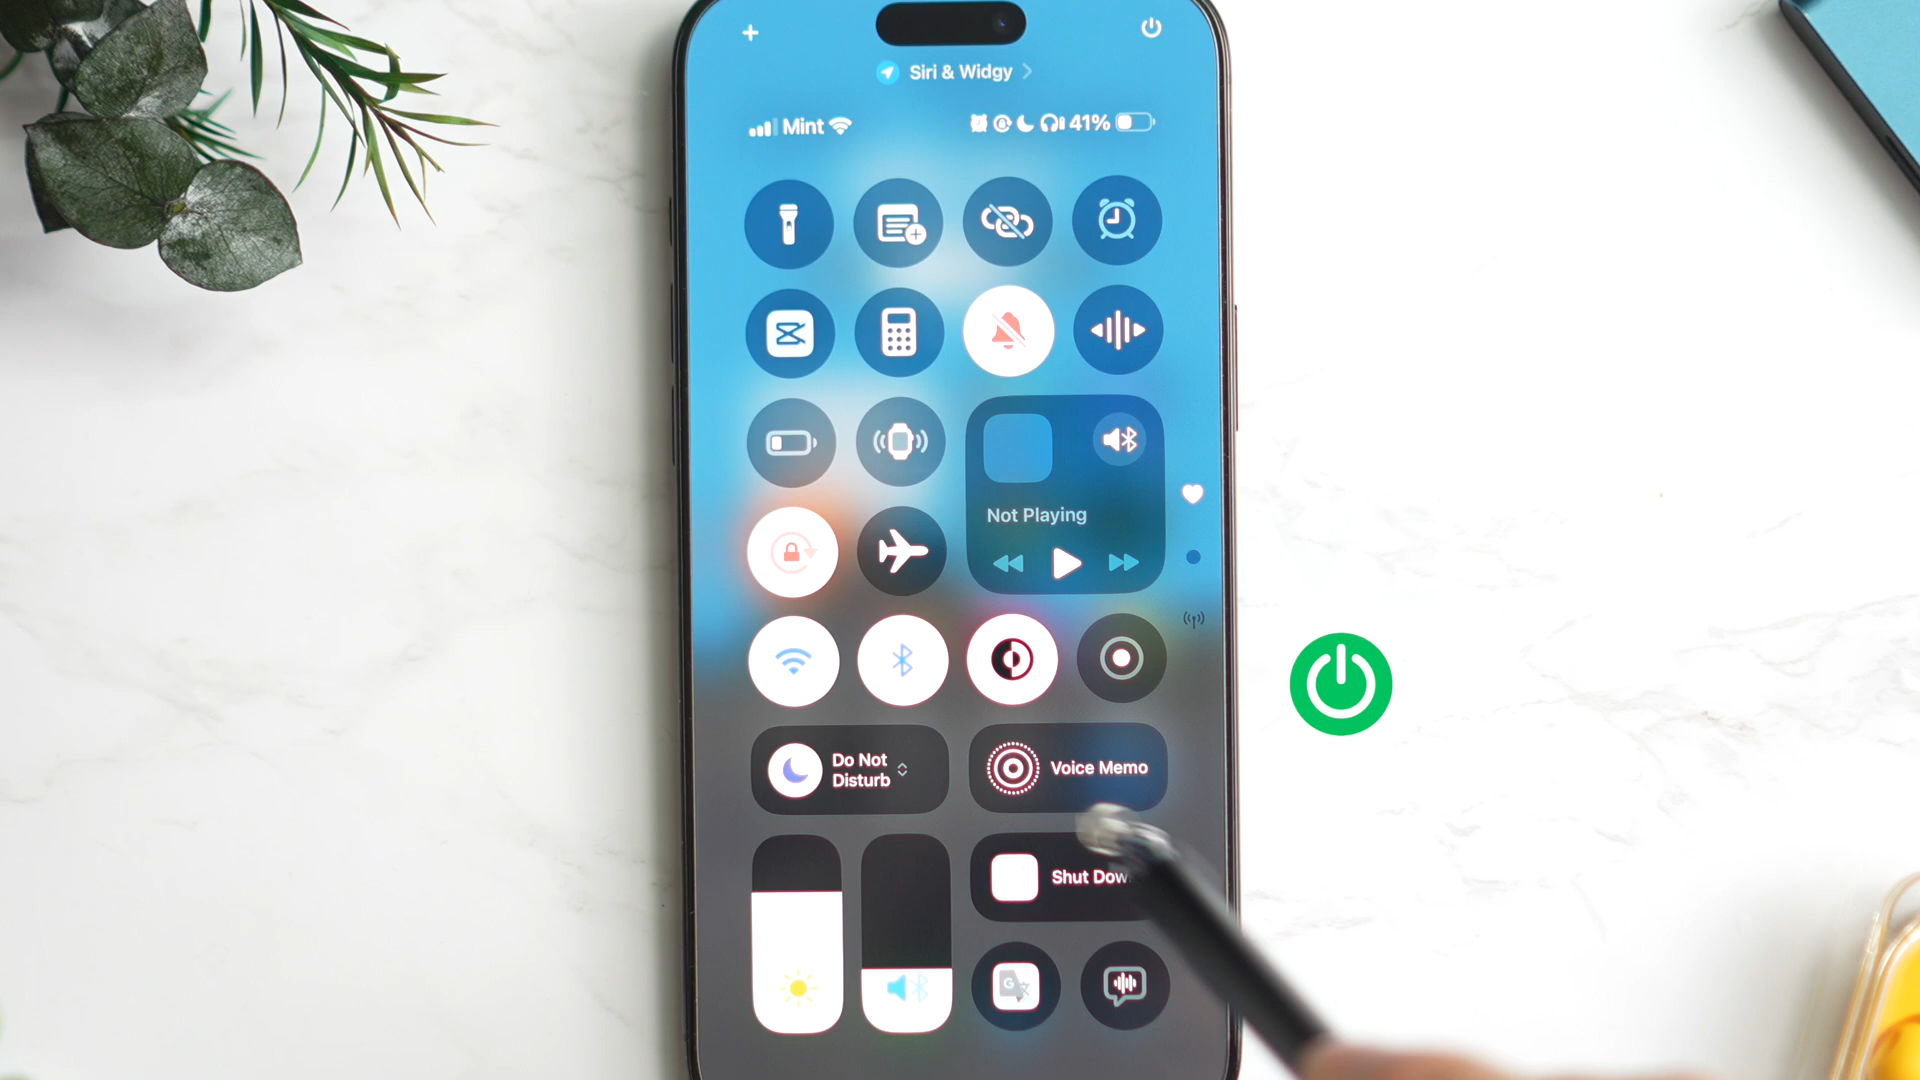 Siri & Widgy
Mint
41%
Not Playing
Do Not
Disturb
Voice Memo
Shut Dow